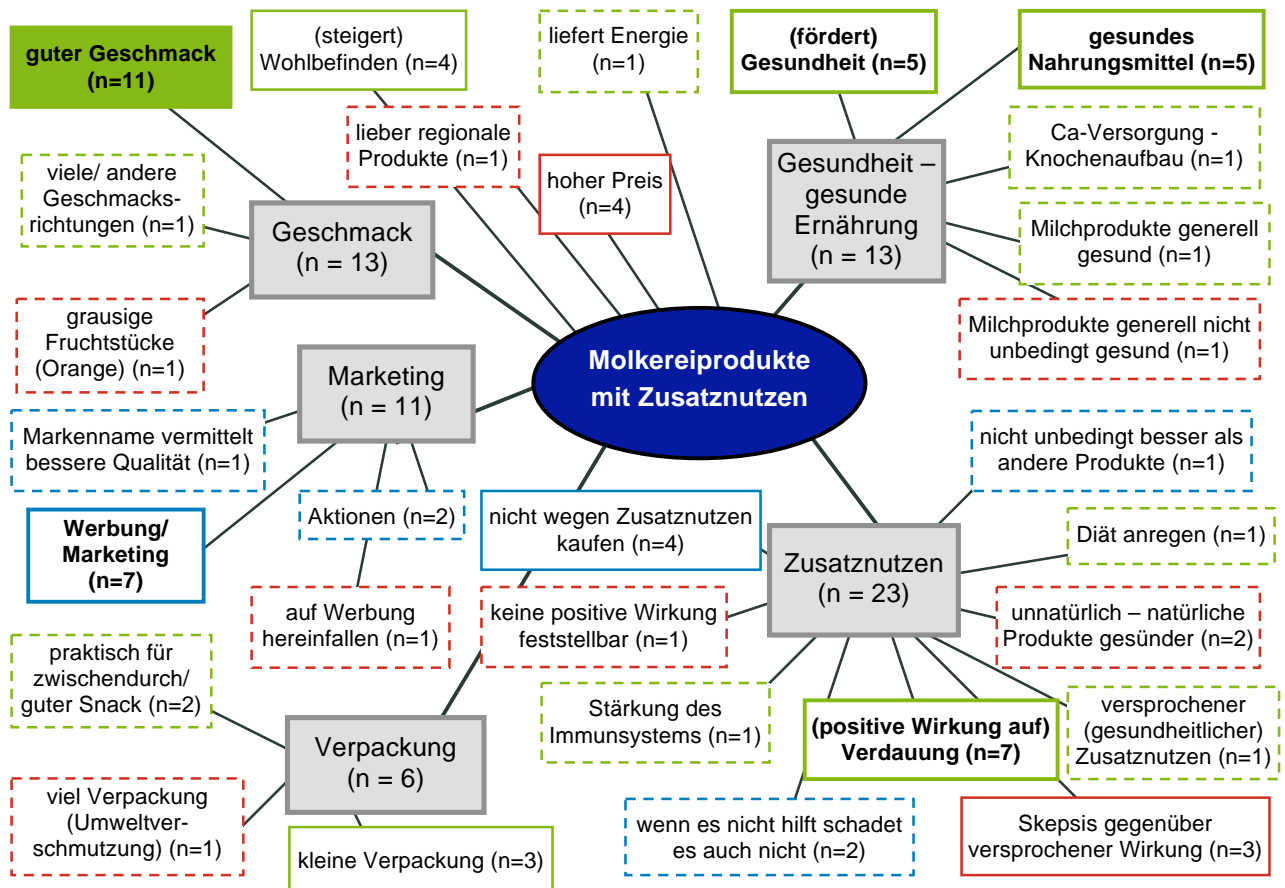 guter Geschmack
(n=11)
(steigert)
Wohlbefinden (n=4)
liefert Energie
(n=1)
(fördert)
Gesundheit (n=5)
gesundes
Nahrungsmittel (n=5)
lieber regionale
Produkte (n=1)
hoher Preis
(n=4)
Gesundheit –
gesunde
Ernährung
(n = 13)
Ca-Versorgung -
Knochenaufbau (n=1)
viele/ andere
Geschmacks-
richtungen (n=1)
Geschmack
(n = 13)
Milchprodukte generell
gesund (n=1)
grausige
Fruchtstücke
(Orange) (n=1)
Milchprodukte generell nicht
unbedingt gesund (n=1)
Marketing
(n = 11)
Molkereiprodukte
mit Zusatznutzen
Markenname vermittelt
bessere Qualität (n=1)
nicht unbedingt besser als
andere Produkte (n=1)
Werbung/
Marketing
(n=7)
Aktionen (n=2)
nicht wegen Zusatznutzen
kaufen (n=4)
Zusatznutzen
(n = 23)
Diät anregen (n=1)
auf Werbung
hereinfallen (n=1)
keine positive Wirkung
feststellbar (n=1)
unnatürlich – natürliche
Produkte gesünder (n=2)
praktisch für
zwischendurch/
guter Snack (n=2)
Stärkung des
Immunsystems (n=1)
(positive Wirkung auf)
Verdauung (n=7)
versprochener
(gesundheitlicher)
Zusatznutzen (n=1)
Verpackung
(n = 6)
viel Verpackung
(Umweltver-
schmutzung) (n=1)
kleine Verpackung (n=3)
wenn es nicht hilft schadet
es auch nicht (n=2)
Skepsis gegenüber
versprochener Wirkung (n=3)